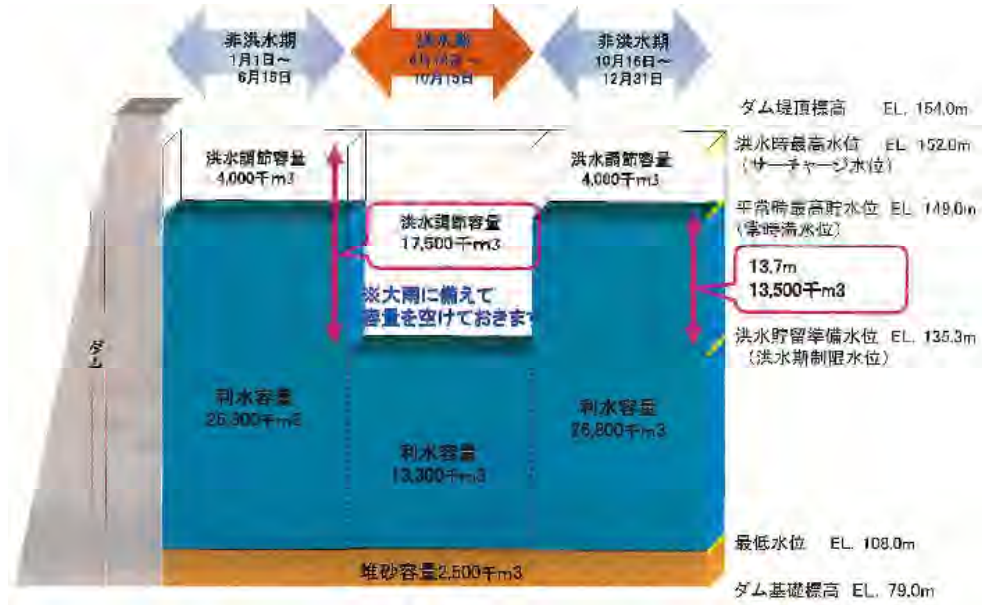 非洪水期
1月1日～
6月15日
洪水期
6月16日～
10月15日
非洪水期
10月16日～
12月31日
ダム堤頂標高 EL. 154.0m
洪水時最高水位 EL. 152.0m
（サーチャージ水位）
平常時最高貯水位 EL. 149.0m
（常時満水位）
洪水調節容量
4,000千m3
洪水調節容量
4,000千m3
洪水調節容量
17,500千m3
13.7m
13,500千m3
※大雨に備えて
容量を空けておきます
洪水貯留準備水位 EL. 135.3m
（洪水期制限水位）
ダム
利水容量
利水容量
26,800千m3
利水容量
13,300千m3
最低水位 EL. 108.0m
堆砂容量2,500千m3
ダム基礎標高 EL. 79.0m